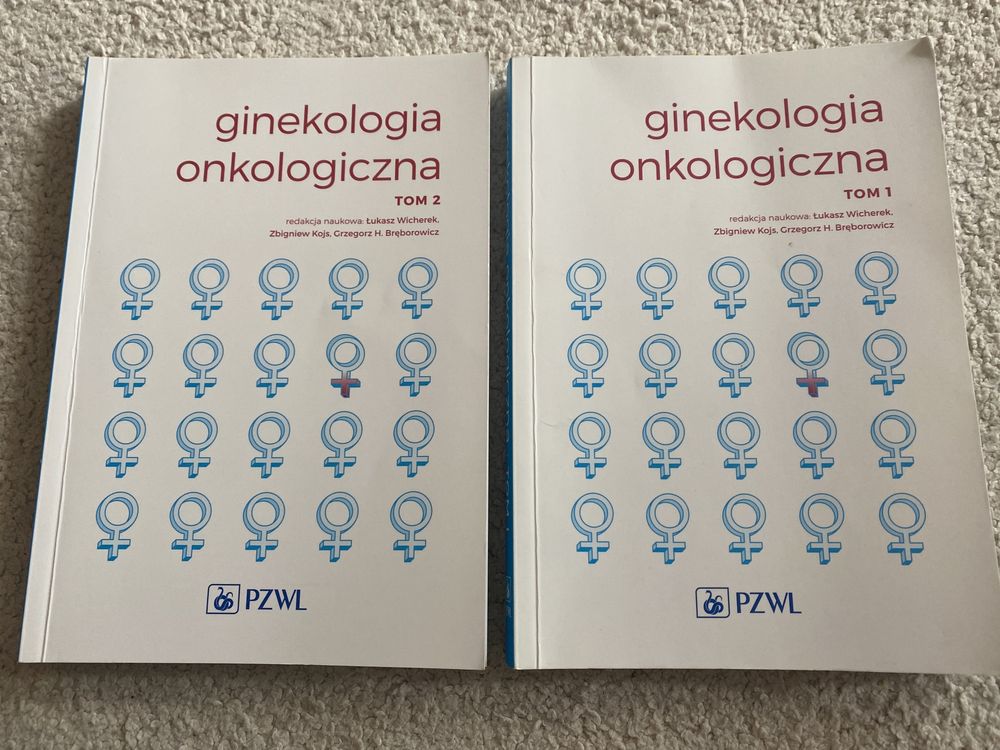 ginekologia
onkologiczna
TOM 2
redakcja naukowa: Łukasz Wicherek,
Zbigniew Kojs, Grzegorz H. Bręborowicz
PZWL
ginekologia
onkologiczna
TOM 1
redakcja naukowa: Łukasz Wicherek,
Zbigniew Kojs, Grzegorz H. Bręborowicz
PZWL